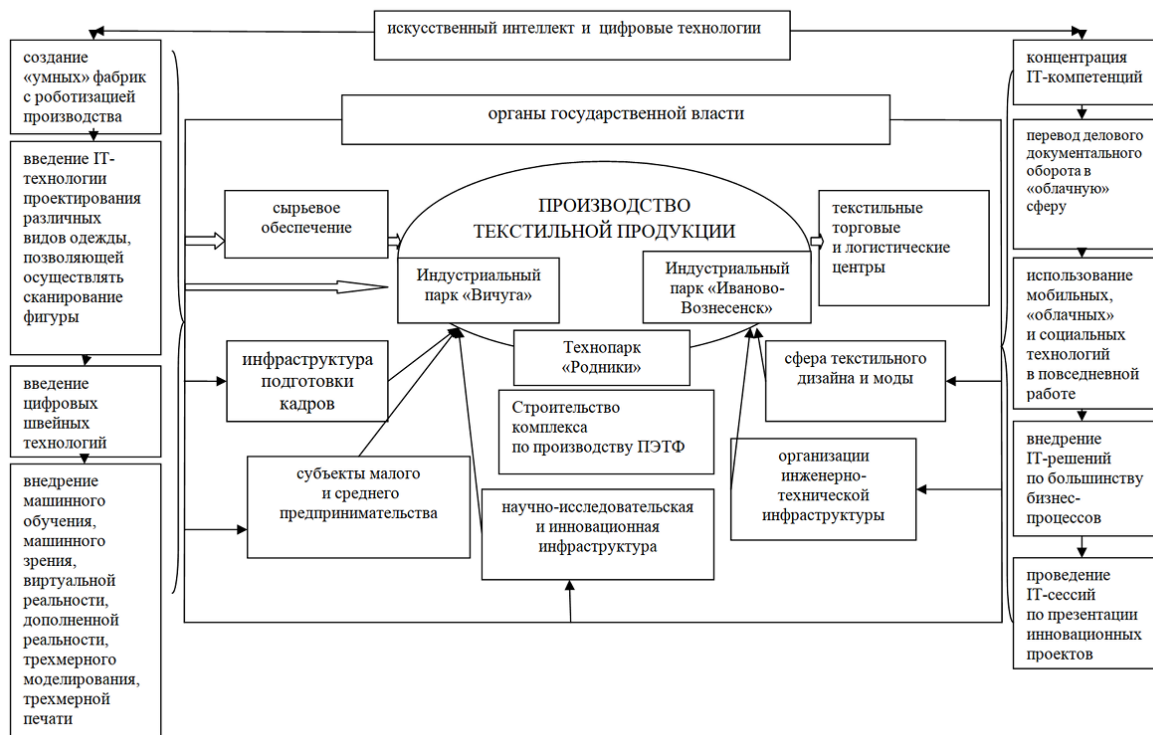 искусственный интеллект и цифровые технологии
создание
«умных» фабрик
с роботизацией
производства
введение IT-
технологии
проектирования
различных
видов одежды,
позволяющей
осуществлять
сканирование
фигуры
введение
цифровых
швейных
технологий
внедрение
машинного
обучения,
машинного
зрения,
виртуальной
реальности,
дополненной
реальности,
трехмерного
моделирования,
трехмерной
печати
органы государственной власти
сырьевое
обеспечение
ПРОИЗВОДСТВО
ТЕКСТИЛЬНОЙ ПРОДУКЦИИ
Индустриальный
парк «Вичуга»
Индустриальный
парк «Иваново-
Вознесенск»
Технопарк
«Родники»
Строительство
комплекса
по производству ПЭТФ
текстильные
торговые
и логистические
центры
инфраструктура
подготовки
кадров
субъекты малого
и среднего
предпринимательства
научно-исследовательская
и инновационная
инфраструктура
сфера текстильного
дизайна и моды
организации
инженерно-
технической
инфраструктуры
концентрация
IT-компетенций
перевод делового
документального
оборота в
«облачную»
сферу
использование
мобильных,
«облачных»
и социальных
технологий
в повседневной
работе
внедрение
IT-решений
по большинству
бизнес-
процессов
проведение
IT-сессий
по презентации
инновационных
проектов